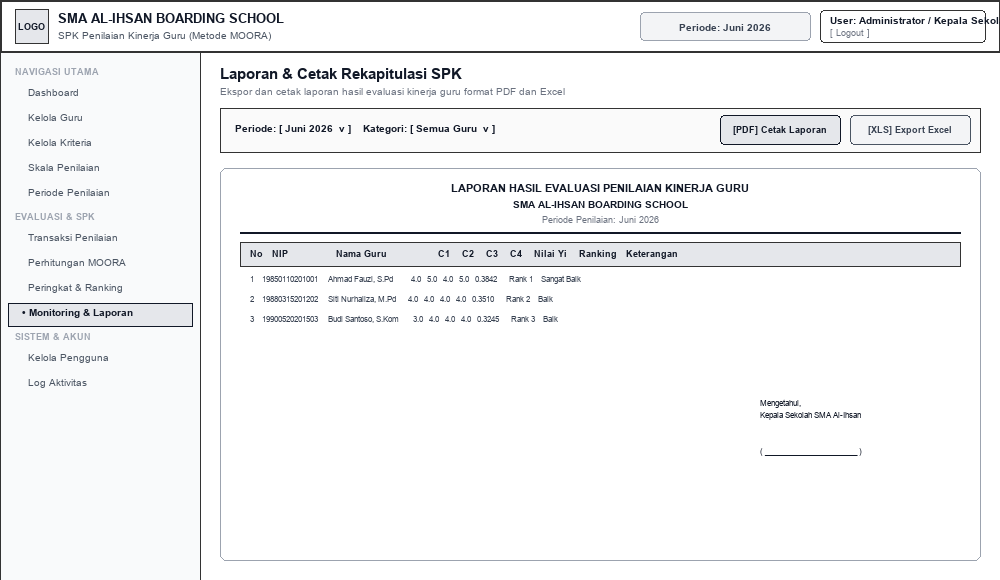 LOGO
SMA AL-IHSAN BOARDING SCHOOL
SPK Penilaian Kinerja Guru (Metode MOORA)
Periode: Juni 2026
User: Administrator / Kepala Sekol
[ Logout ]
NAVIGASI UTAMA
Dashboard
Kelola Guru
Kelola Kriteria
Skala Penilaian
Periode Penilaian
EVALUASI & SPK
Transaksi Penilaian
Perhitungan MOORA
Peringkat & Ranking
• Monitoring & Laporan
SISTEM & AKUN
Kelola Pengguna
Log Aktivitas
Laporan & Cetak Rekapitulasi SPK
Ekspor dan cetak laporan hasil evaluasi kinerja guru format PDF dan Excel
Periode: [ Juni 2026 v ] Kategori: [ Semua Guru v ]
[PDF] Cetak Laporan
[XLS] Export Excel
LAPORAN HASIL EVALUASI PENILAIAN KINERJA GURU
SMA AL-IHSAN BOARDING SCHOOL
Periode Penilaian: Juni 2026
No NIP Nama Guru C1 C2 C3 C4 Nilai Yi Ranking Keterangan
1 19850110201001 Ahmad Fauzi, S.Pd 4.0 5.0 4.0 5.0 0.3842 Rank 1 Sangat Baik
2 19880315201202 Siti Nurhaliza, M.Pd 4.0 4.0 4.0 4.0 0.3510 Rank 2 Baik
3 19900520201503 Budi Santoso, S.Kom 3.0 4.0 4.0 4.0 0.3245 Rank 3 Baik
Mengetahui,
Kepala Sekolah SMA Al-Ihsan
( ____________________ )